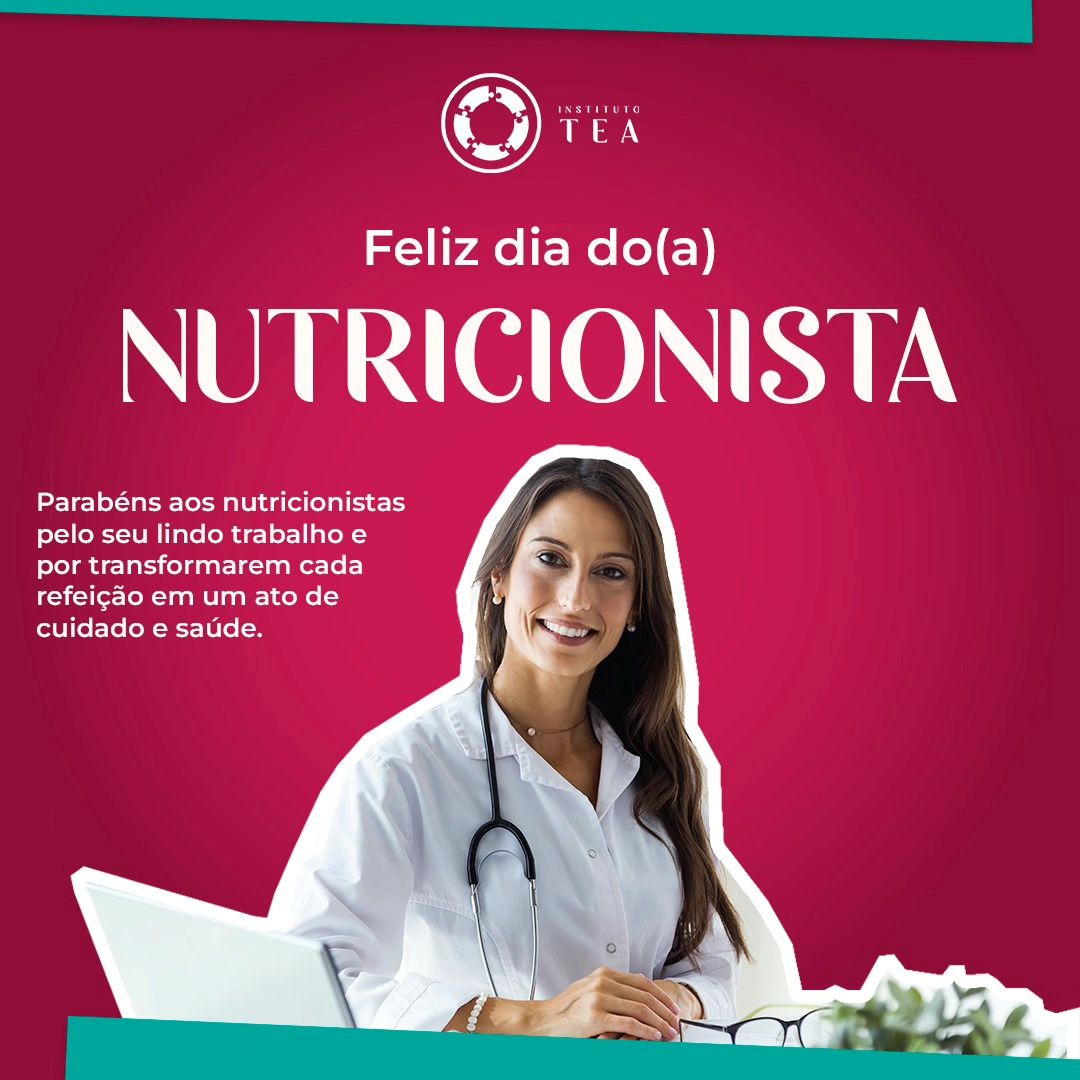 INSTITUTO
TEA
Feliz dia do(a)
NUTRICIONISTA
Parabéns aos nutricionistas
pelo seu lindo trabalho e
por transformarem cada
refeição em um ato de
cuidado e saúde.